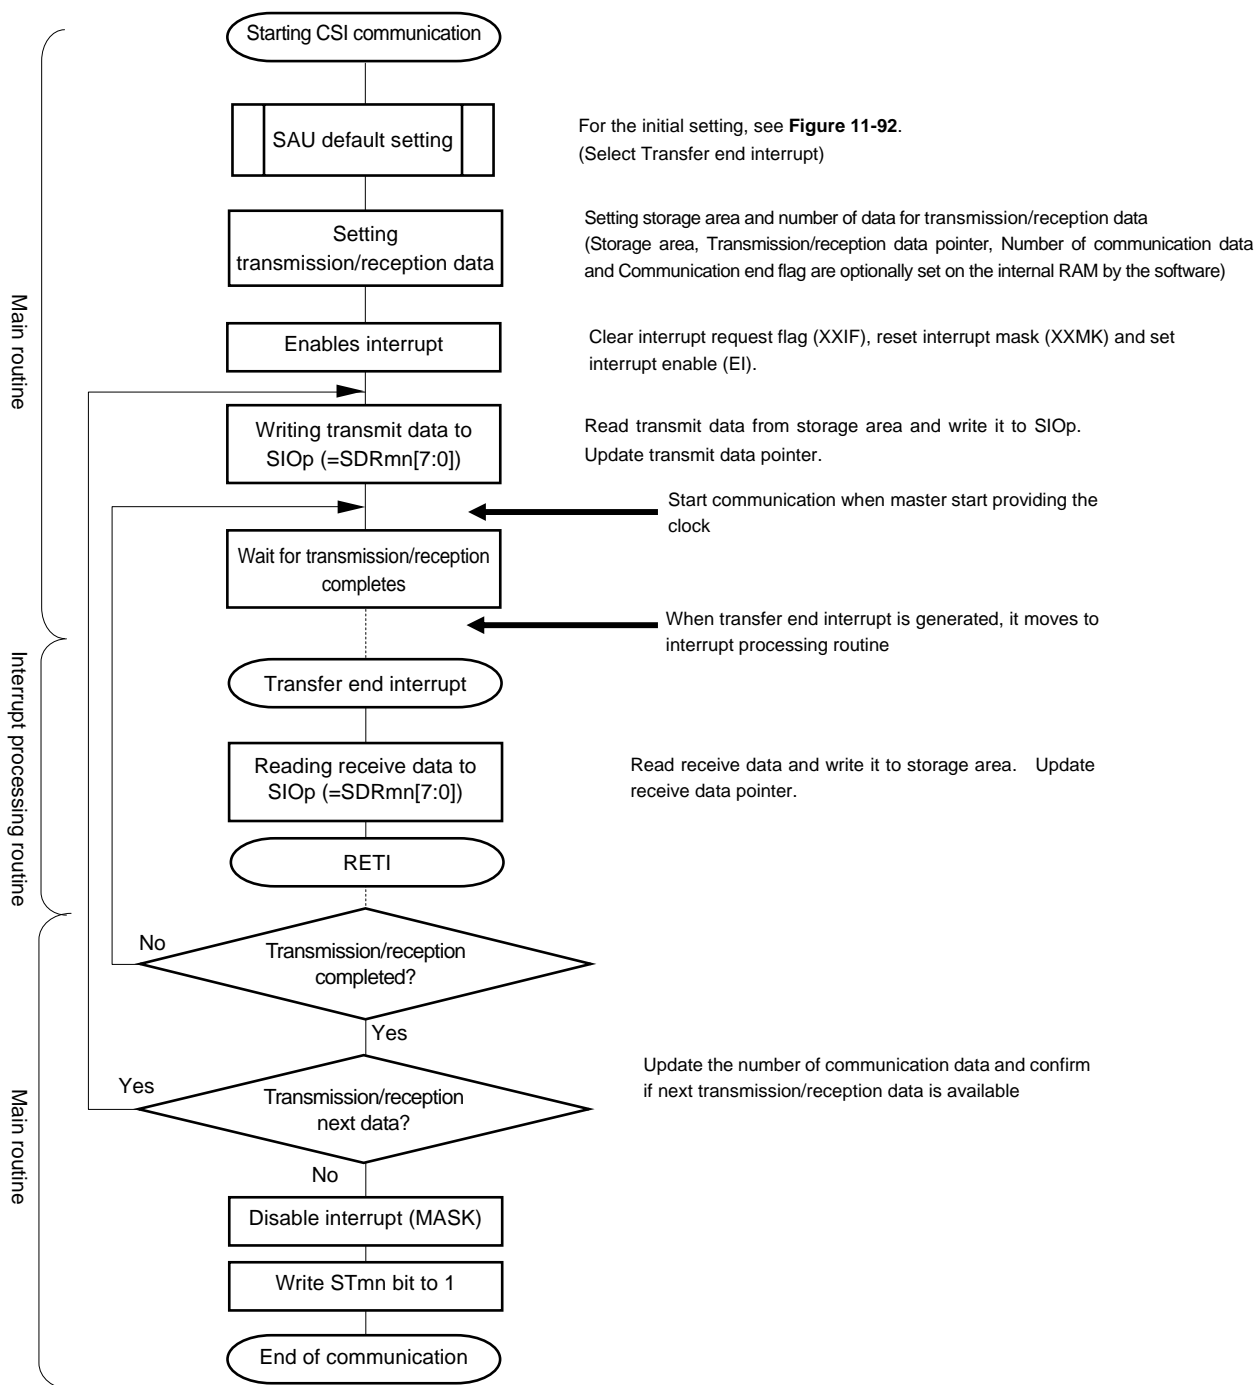 Starting CSI communication
SAU default setting
For the initial setting, see Figure 11-92.
(Select Transfer end interrupt)
Setting
transmission/reception data
Setting storage area and number of data for transmission/reception data
(Storage area, Transmission/reception data pointer, Number of communication data
and Communication end flag are optionally set on the internal RAM by the software)
Main routine
Enables interrupt
Clear interrupt request flag (XXIF), reset interrupt mask (XXMK) and set
interrupt enable (EI).
Writing transmit data to
SIOp (=SDRmn[7:0])
Read transmit data from storage area and write it to SIOp.
Update transmit data pointer.
Start communication when master start providing the
clock
Wait for transmission/reception
completes
When transfer end interrupt is generated, it moves to
interrupt processing routine
Interrupt processing routine
Transfer end interrupt
Reading receive data to
SIOp (=SDRmn[7:0])
Read receive data and write it to storage area. Update
receive data pointer.
RETI
No
Transmission/reception
completed?
Yes
Main routine
Yes
Transmission/reception
next data?
Update the number of communication data and confirm
if next transmission/reception data is available
No
Disable interrupt (MASK)
Write STmn bit to 1
End of communication